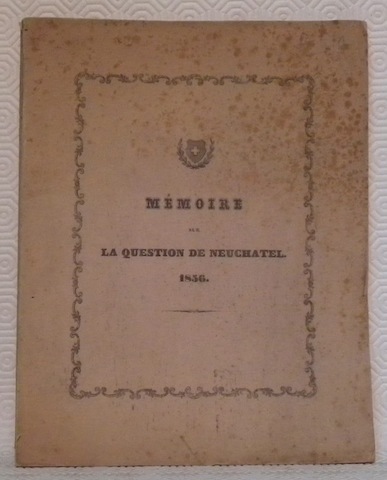 MÉMOIRE
SUR
LA QUESTION DE NEUCHATEL.
1856.